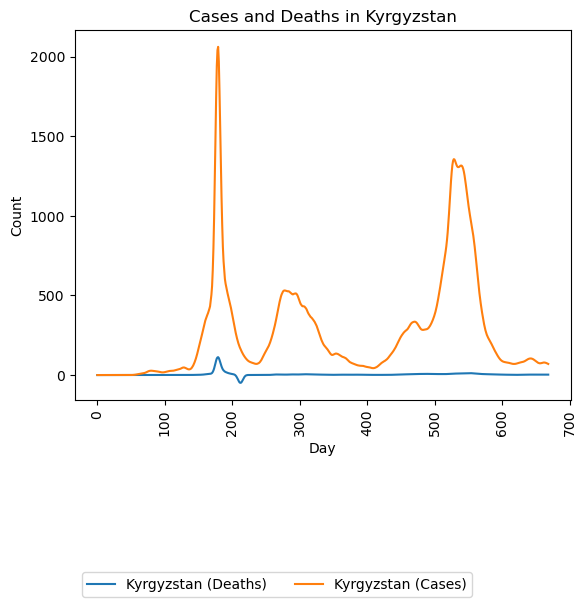 Cases and Deaths in Kyrgyzstan
2000
1500
1000
500
0
Count
0 100 200 300 400 500 600 700
Day
Kyrgyzstan (Deaths) Kyrgyzstan (Cases)